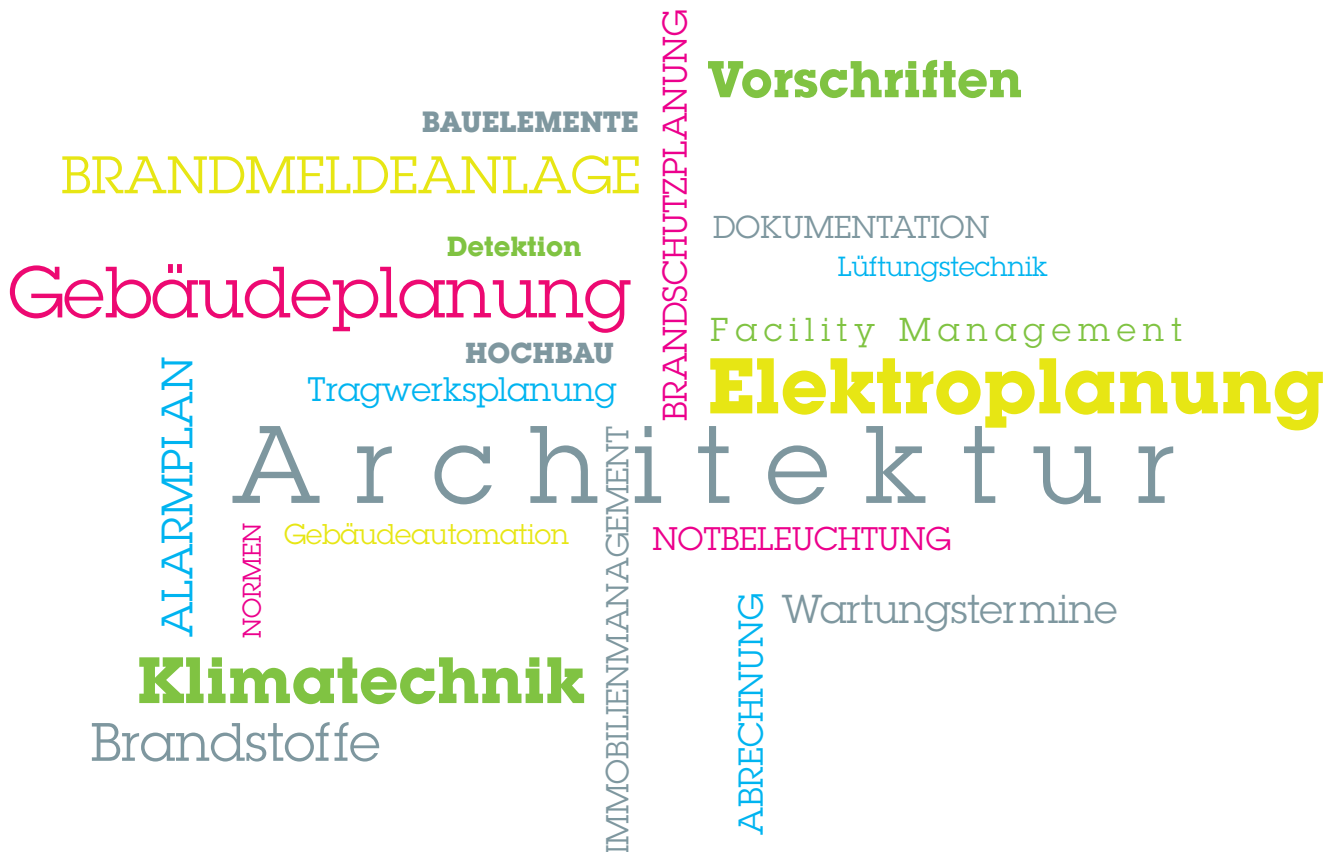 BRANDSCHUTZPLANUNG
Vorschriften
BAUELEMENTE
BRANDMELDEANLAGE
DOKUMENTATION
Detektion
Lüftungstechnik
Gebäudeplanung
Facility Management
HOCHBAU
Elektroplanung
Tragwerksplanung
ALARMPLAN
Architektur
IMMOBILIENMANAGEMENT
NORMEN
Gebäudeautomation
NOTBELEUCHTUNG
ABRECHNUNG
Wartungstermine
Klimatechnik
Brandstoffe